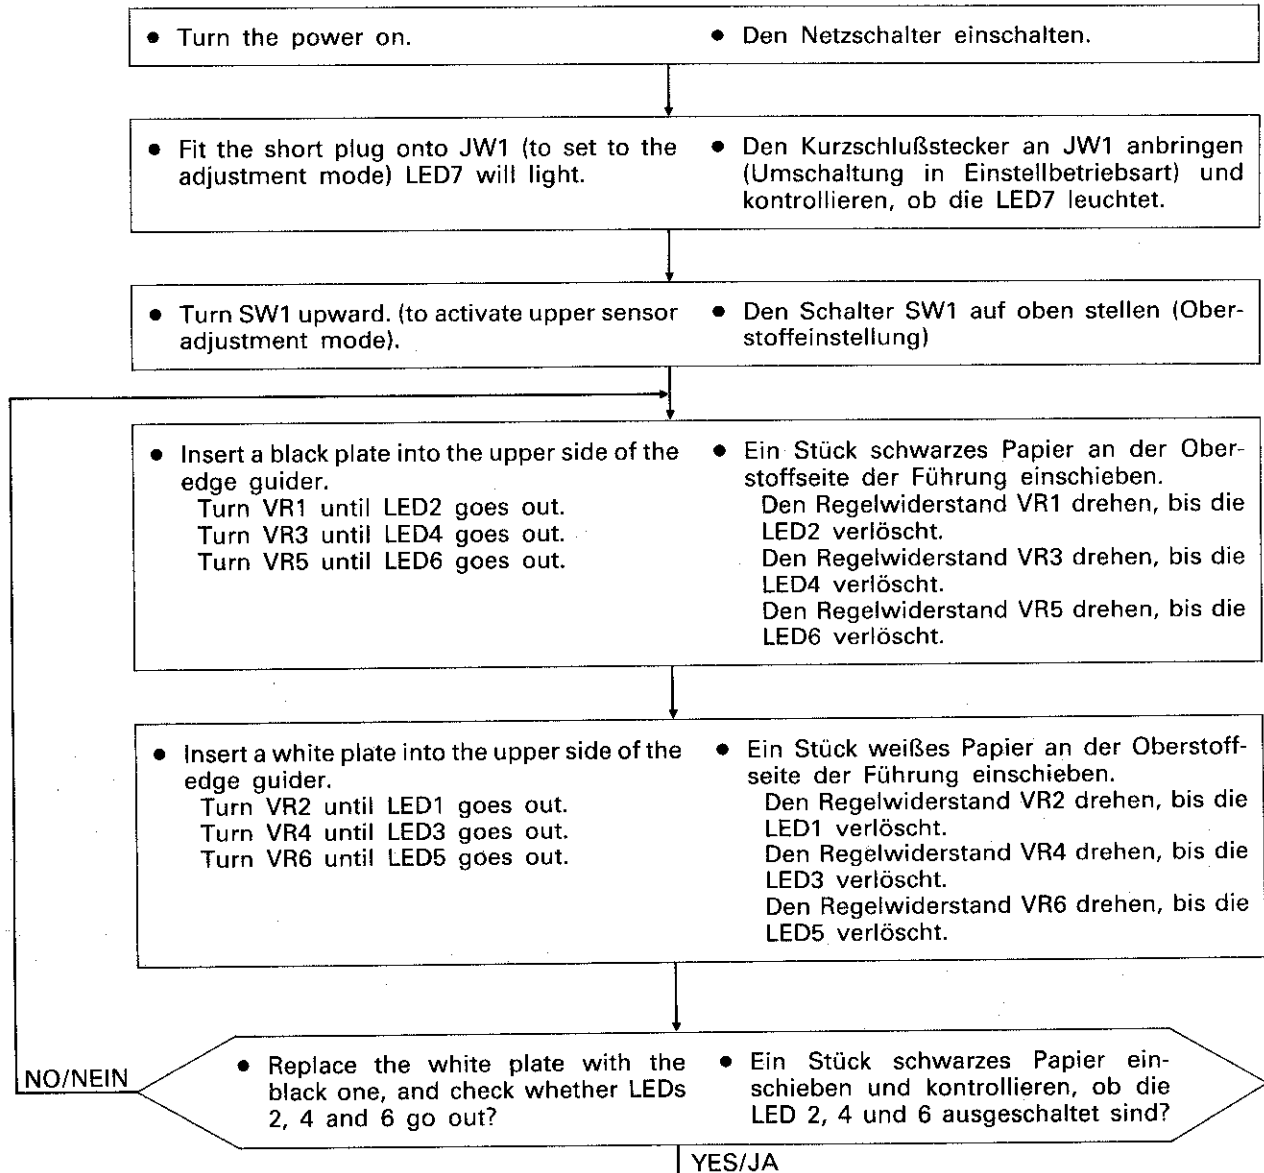 ● Turn the power on.
● Den Netzschalter einschalten.
● Fit the short plug onto JW1 (to set to the
adjustment mode) LED7 will light.
● Den Kurzschlußstecker an JW1 anbringen
(Umschaltung in Einstellbetriebsart) und
kontrollieren, ob die LED7 leuchtet.
● Turn SW1 upward. (to activate upper sensor
adjustment mode).
● Den Schalter SW1 auf oben stellen (Ober-
stoffeinstellung)
● Insert a black plate into the upper side of the
edge guider.
Turn VR1 until LED2 goes out.
Turn VR3 until LED4 goes out.
Turn VR5 until LED6 goes out.
● Ein Stück schwarzes Papier an der Ober-
stoffseite der Führung einschieben.
Den Regelwiderstand VR1 drehen, bis die
LED2 verlöscht.
Den Regelwiderstand VR3 drehen, bis die
LED4 verlöscht.
Den Regelwiderstand VR5 drehen, bis die
LED6 verlöscht.
● Insert a white plate into the upper side of the
edge guider.
Turn VR2 until LED1 goes out.
Turn VR4 until LED3 goes out.
Turn VR6 until LED5 goes out.
● Ein Stück weißes Papier an der Oberstoff-
seite der Führung einschieben.
Den Regelwiderstand VR2 drehen, bis die
LED1 verlöscht.
Den Regelwiderstand VR4 drehen, bis die
LED3 verlöscht.
Den Regelwiderstand VR6 drehen, bis die
LED5 verlöscht.
NO/NEIN
● Replace the white plate with the
black one, and check whether LEDs
2, 4 and 6 go out?
● Ein Stück schwarzes Papier ein-
schieben und kontrollieren, ob die
LED 2, 4 und 6 ausgeschaltet sind?
YES/JA